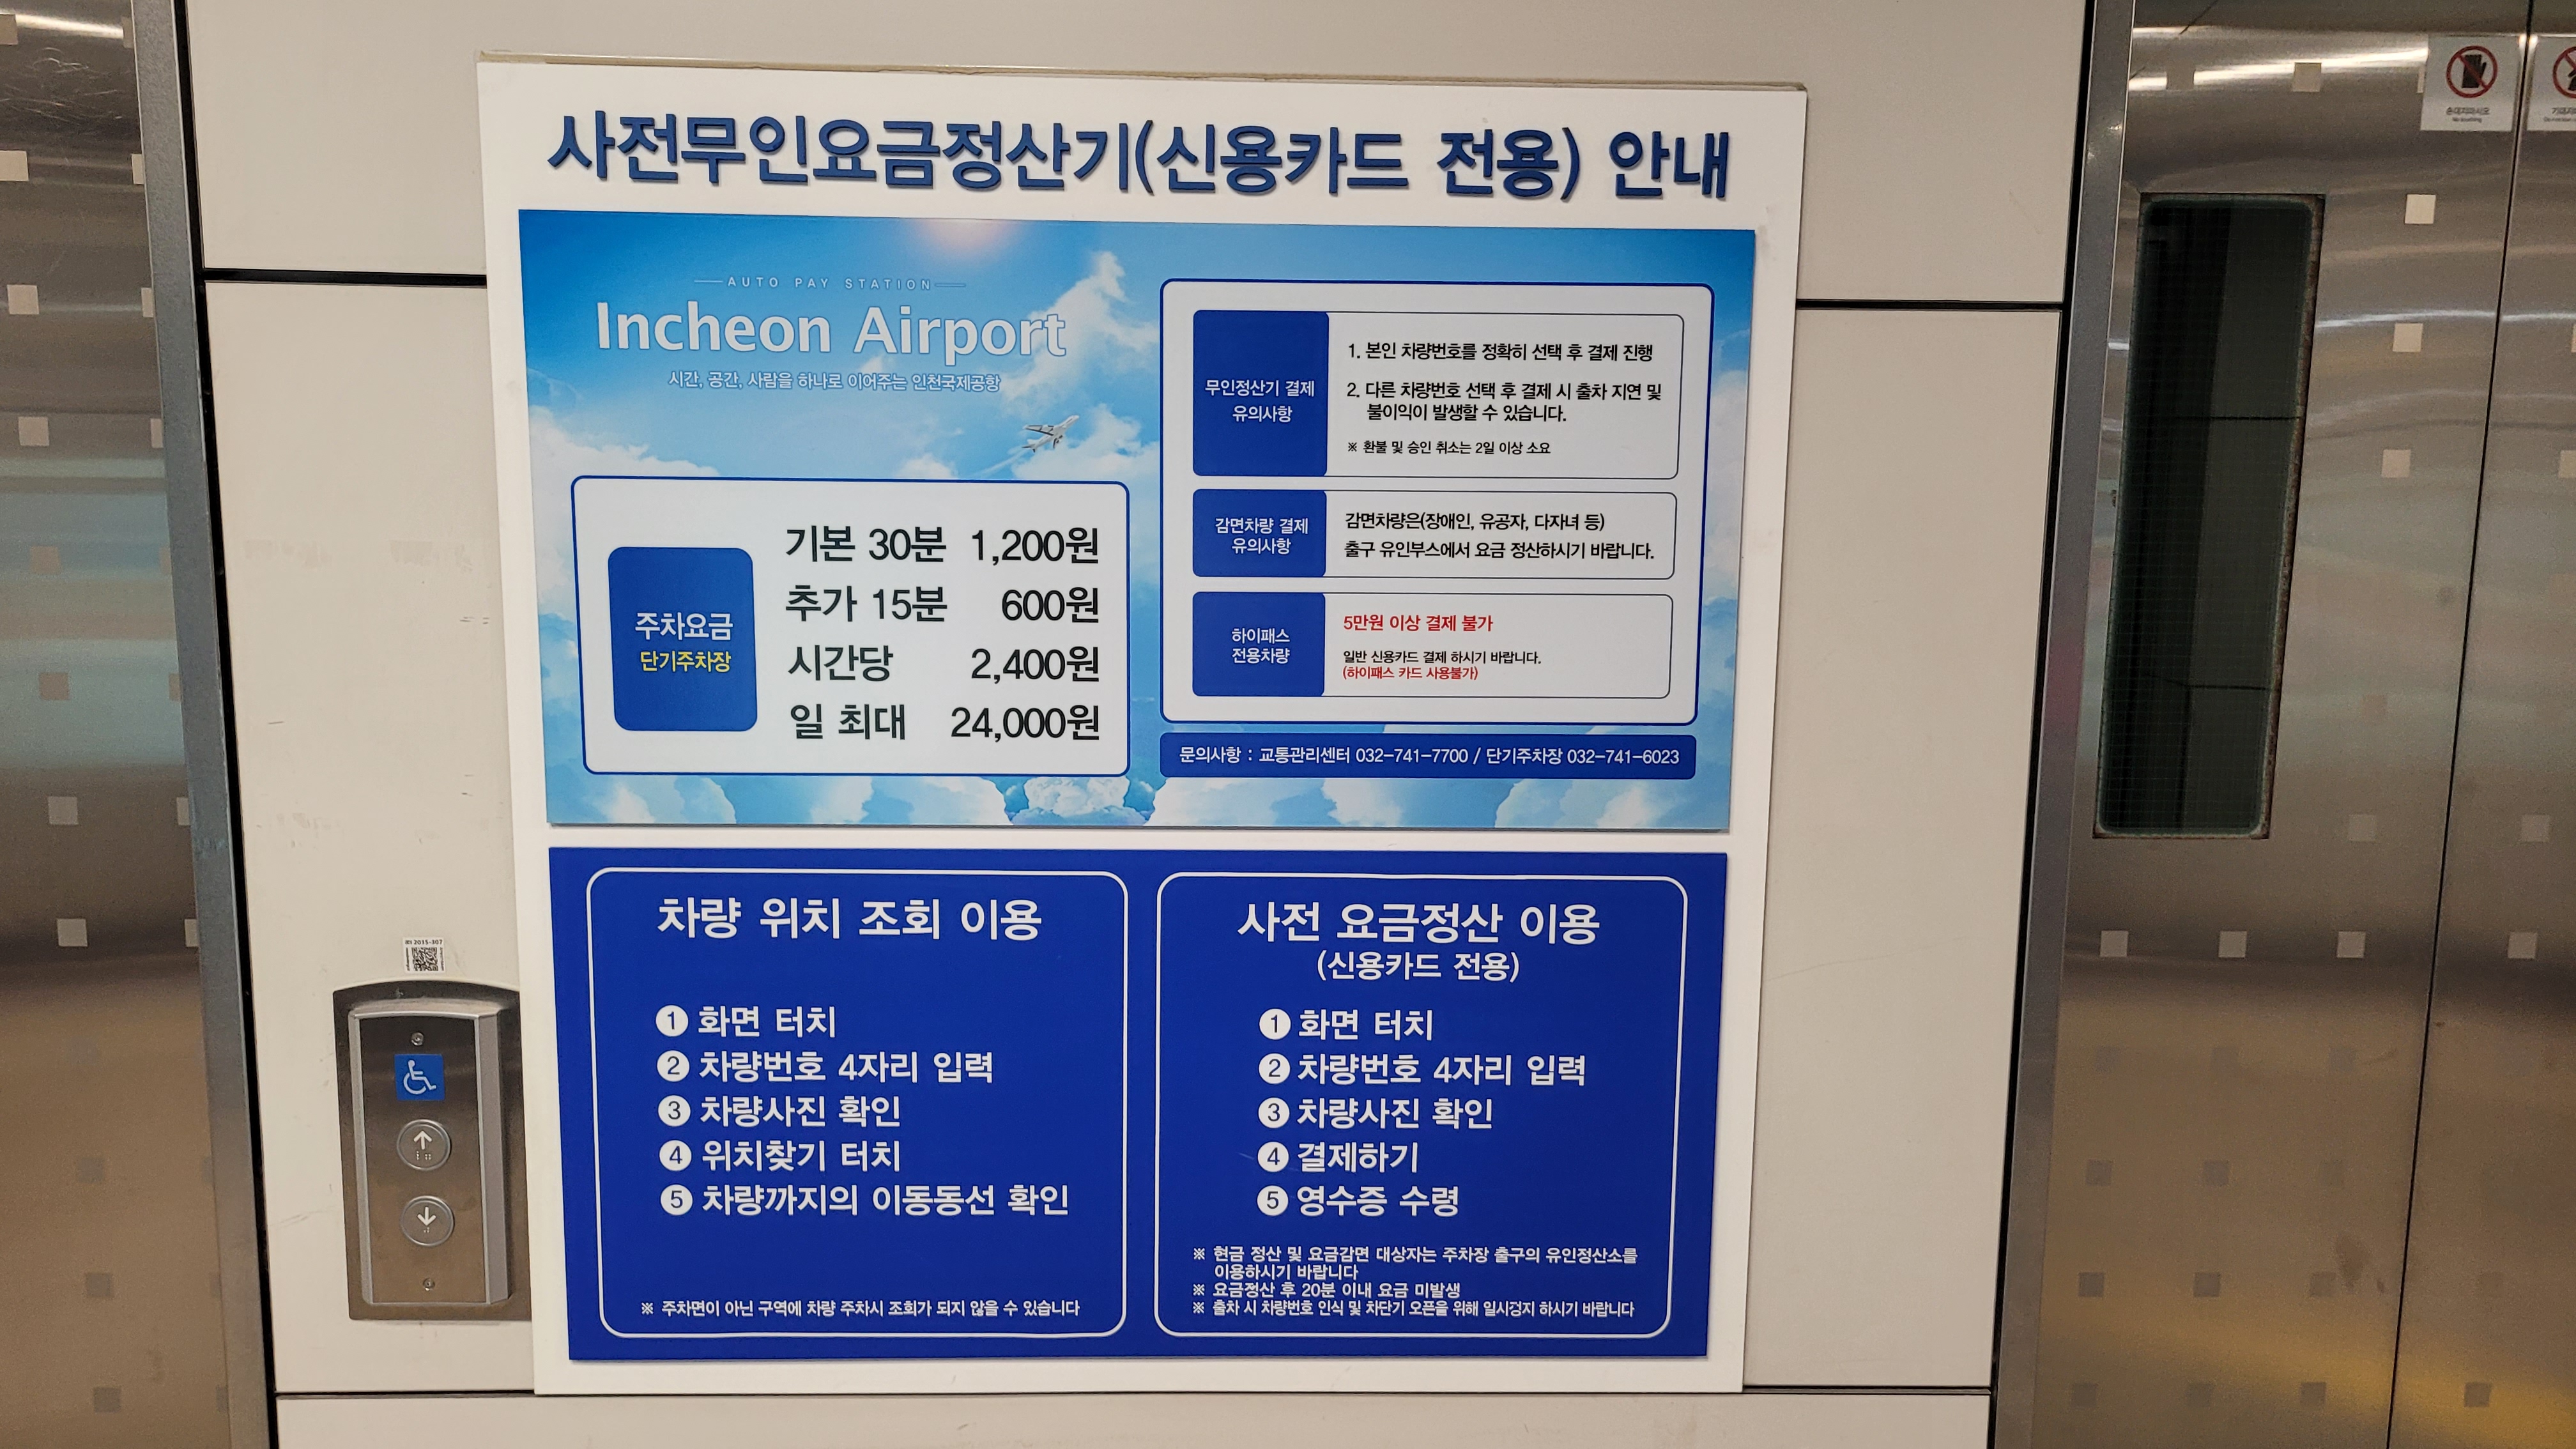 사전무인요금정산기(신용카드 전용) 안내
AUTO PAY STATION
Incheon Airport
시간, 공간, 사람을 하나로 이어주는 인천국제공항
주차요금
단기주차장
기본 30분 1,200원
추가 15분 600원
시간당 2,400원
일 최대 24,000원
무인정산기 결제
유의사항
1. 본인 차량번호를 정확히 선택 후 결제 진행
2. 다른 차량번호 선택 후 결제 시 출차 지연 및
불이익이 발생할 수 있습니다.
※ 환불 및 승인 취소는 2일 이상 소요
감면차량 결제
유의사항
감면차량은(장애인, 유공자, 다자녀 등)
출구 유인부스에서 요금 정산하시기 바랍니다.
하이패스
전용차량
5만원 이상 결제 불가
일반 신용카드 결제 하시기 바랍니다.
(하이패스 카드 사용불가)
문의사항 : 교통관리센터 032-741-7700 / 단기주차장 032-741-6023
차량 위치 조회 이용
1 화면 터치
2 차량번호 4자리 입력
3 차량사진 확인
4 위치찾기 터치
5 차량까지의 이동동선 확인
※ 주차면이 아닌 구역에 차량 주차시 조회가 되지 않을 수 있습니다
사전 요금정산 이용
(신용카드 전용)
1 화면 터치
2 차량번호 4자리 입력
3 차량사진 확인
4 결제하기
5 영수증 수령
※ 현금 정산 및 요금감면 대상자는 주차장 출구의 유인정산소를
이용하시기 바랍니다
※ 요금정산 후 20분 이내 요금 미발생
※ 출차 시 차량번호 인식 및 차단기 오픈을 위해 일시정지 하시기 바랍니다
2035-307
손대지마시오